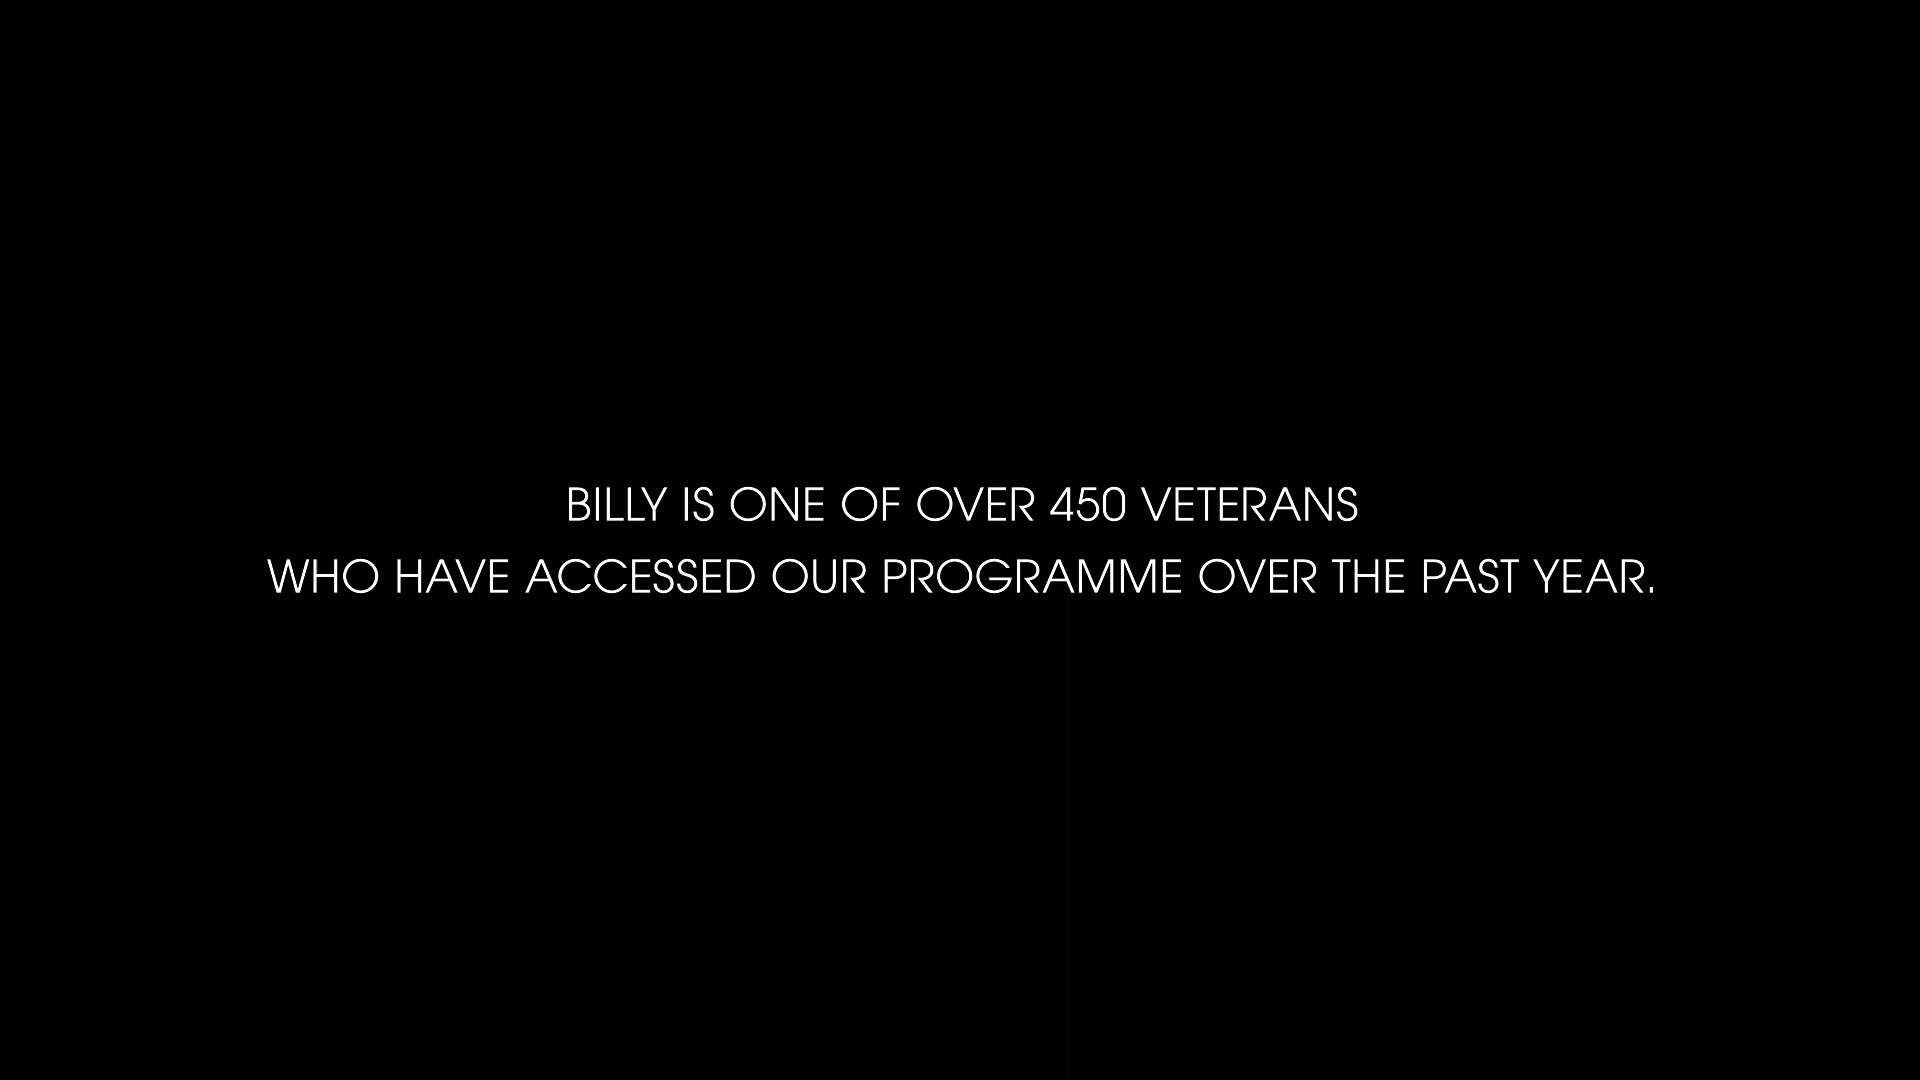 BILLY IS ONE OF OVER 450 VETERANS
WHO HAVE ACCESSED OUR PROGRAMME OVER THE PAST YEAR.